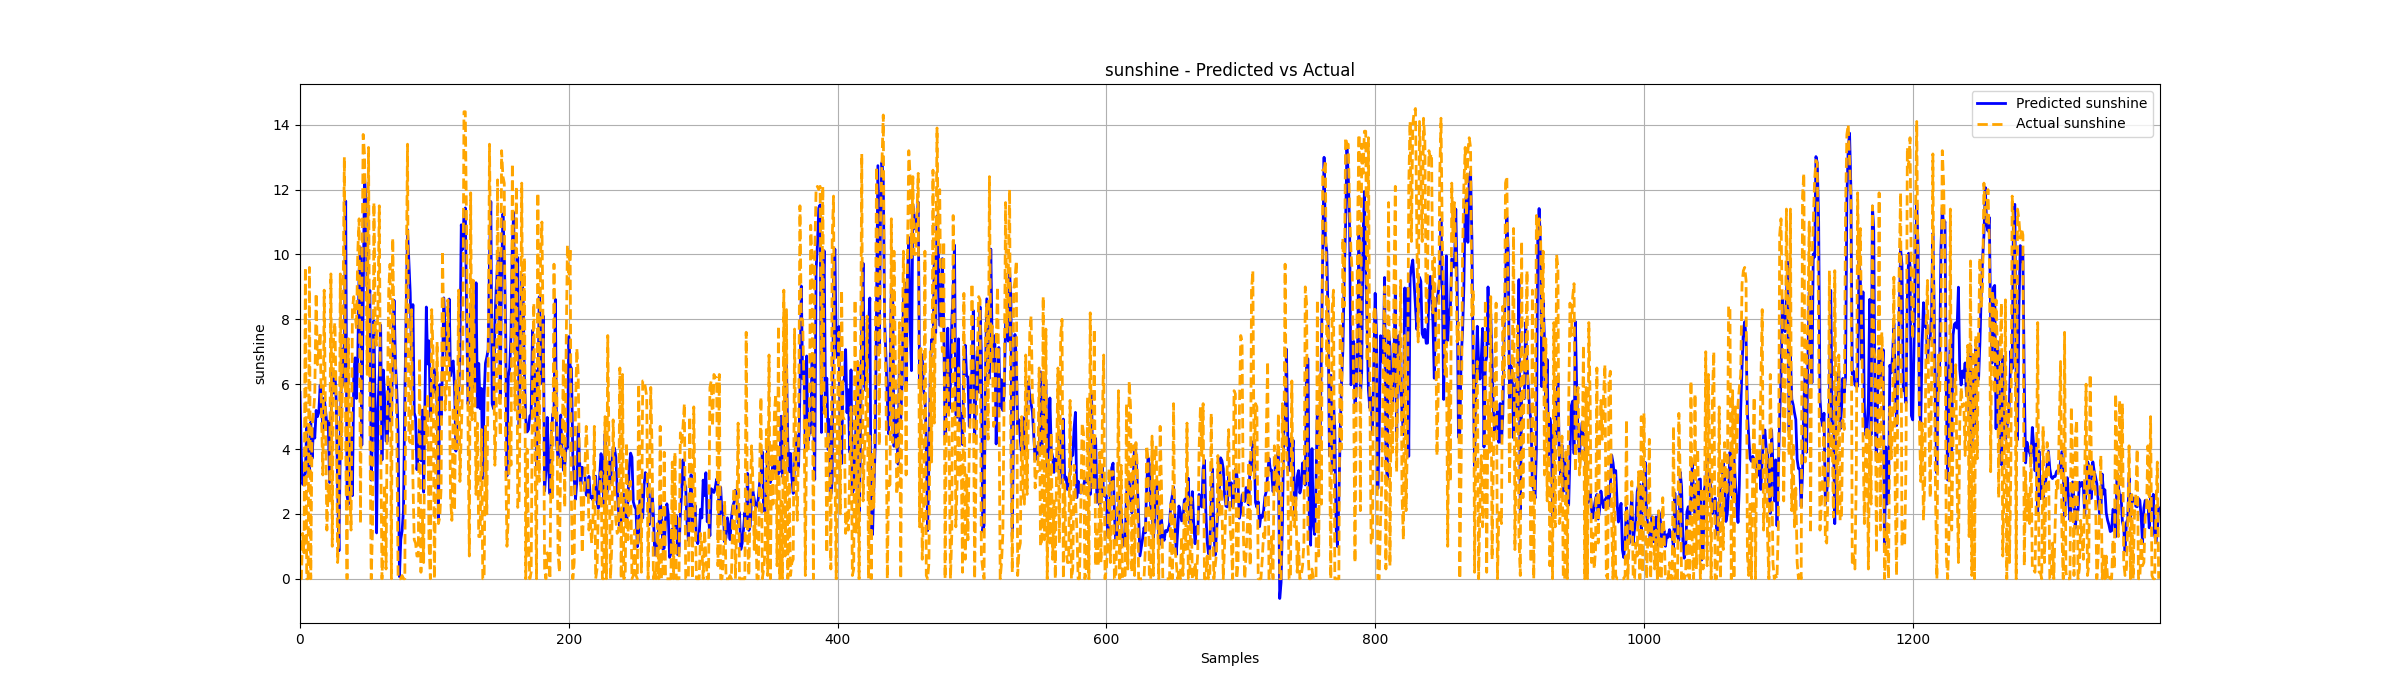 sunshine - Predicted vs Actual
Predicted sunshine
Actual sunshine
14
12
10
8
6
4
2
0
sunshine
0 200 400 600 800 1000 1200
Samples